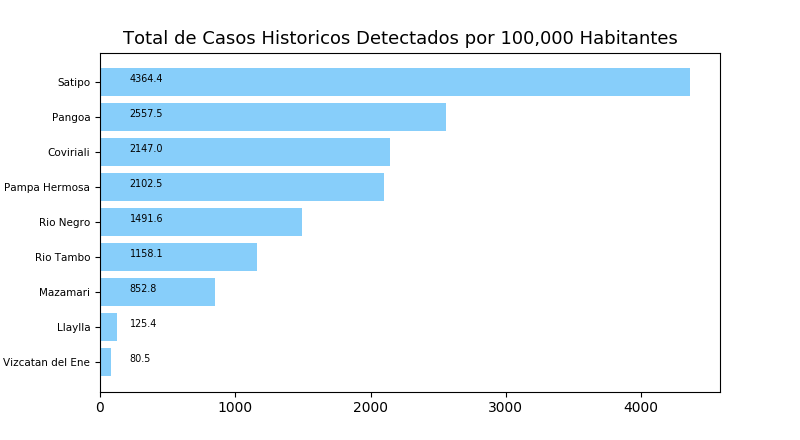 Total de Casos Historicos Detectados por 100,000 Habitantes
Satipo 4364.4
Pangoa 2557.5
Coviriali 2147.0
Pampa Hermosa 2102.5
Rio Negro 1491.6
Rio Tambo 1158.1
Mazamari 852.8
Llaylla 125.4
Vizcatan del Ene 80.5
0 1000 2000 3000 4000